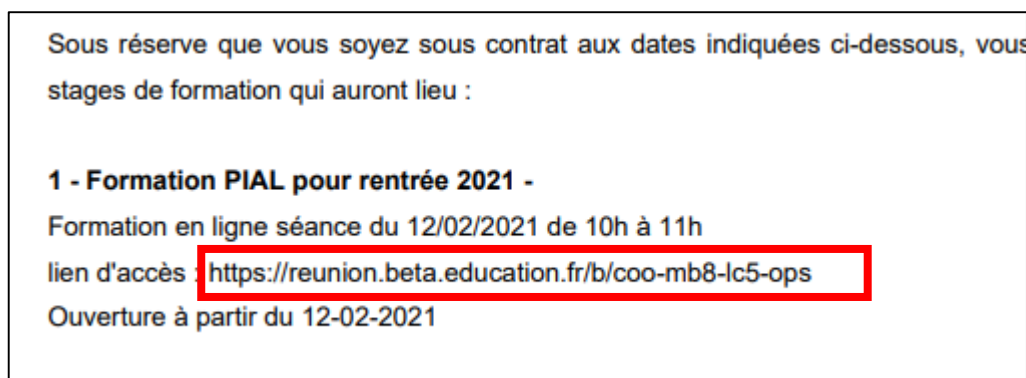 Sous réserve que vous soyez sous contrat aux dates indiquées ci-dessous, vous
stages de formation qui auront lieu :
1 - Formation PIAL pour rentrée 2021 -
Formation en ligne séance du 12/02/2021 de 10h à 11h
lien d'accès : https://reunion.beta.education.fr/b/coo-mb8-lc5-ops
Ouverture à partir du 12-02-2021